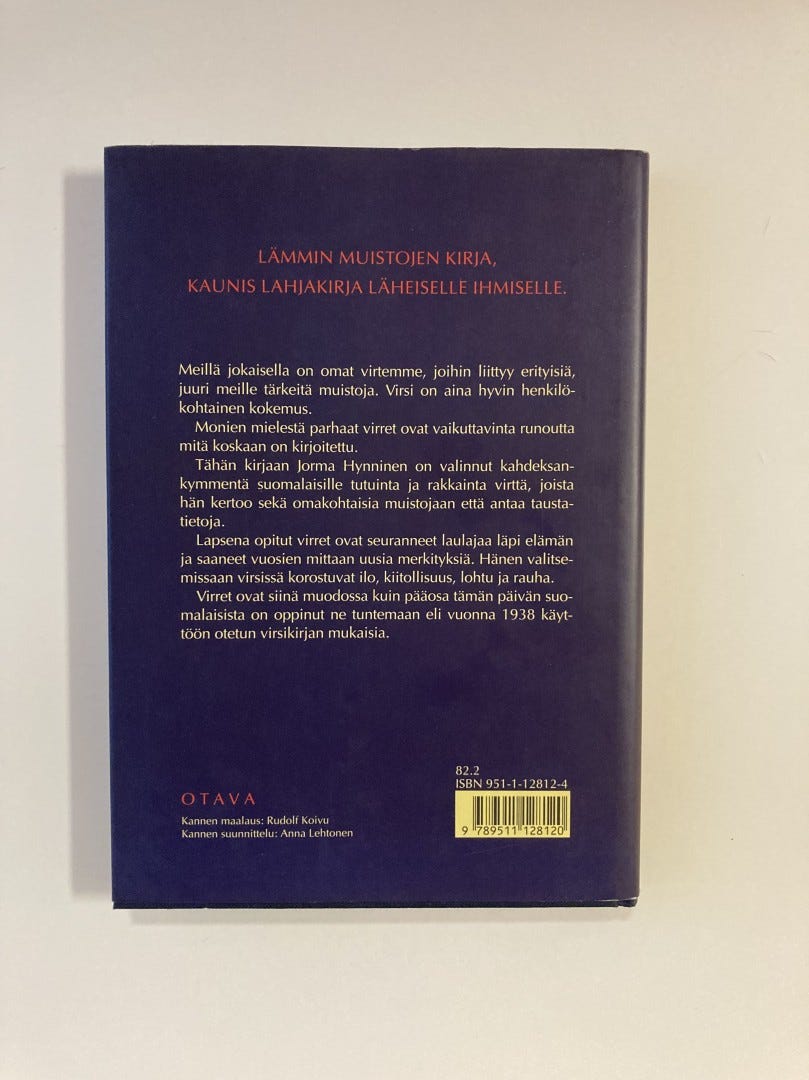 LÄMMIN MUISTOJEN KIRJA,
KAUNIS LAHJAKIRJA LÄHEISELLE IHMISELLE.
Meillä jokaisella on omat virtemme, joihin liittyy erityisiä,
juuri meille tärkeitä muistoja. Virsi on aina hyvin henkilö-
kohtainen kokemus.
Monien mielestä parhaat virret ovat vaikuttavinta runoutta
mitä koskaan on kirjoitettu.
Tähän kirjaan Jorma Hynninen on valinnut kahdeksan-
kymmentä suomalaisille tutuinta ja rakkainta virttä, joista
hän kertoo sekä omakohtaisia muistojaan että antaa tausta-
tietoja.
Lapsena opitut virret ovat seuranneet laulajaa läpi elämän
ja saaneet vuosien mittaan uusia merkityksiä. Hänen valitse-
missaan virsissä korostuvat ilo, kiitollisuus, lohtu ja rauha.
Virret ovat siinä muodossa kuin pääosa tämän päivän suo-
malaisista on oppinut ne tuntemaan eli vuonna 1938 käyt-
töön otetun virsikirjan mukaisia.
82.2
ISBN 951-1-12812-4
9 789511 128120
OTAVA
Kannen maalaus: Rudolf Koivu
Kannen suunnittelu: Anna Lehtonen